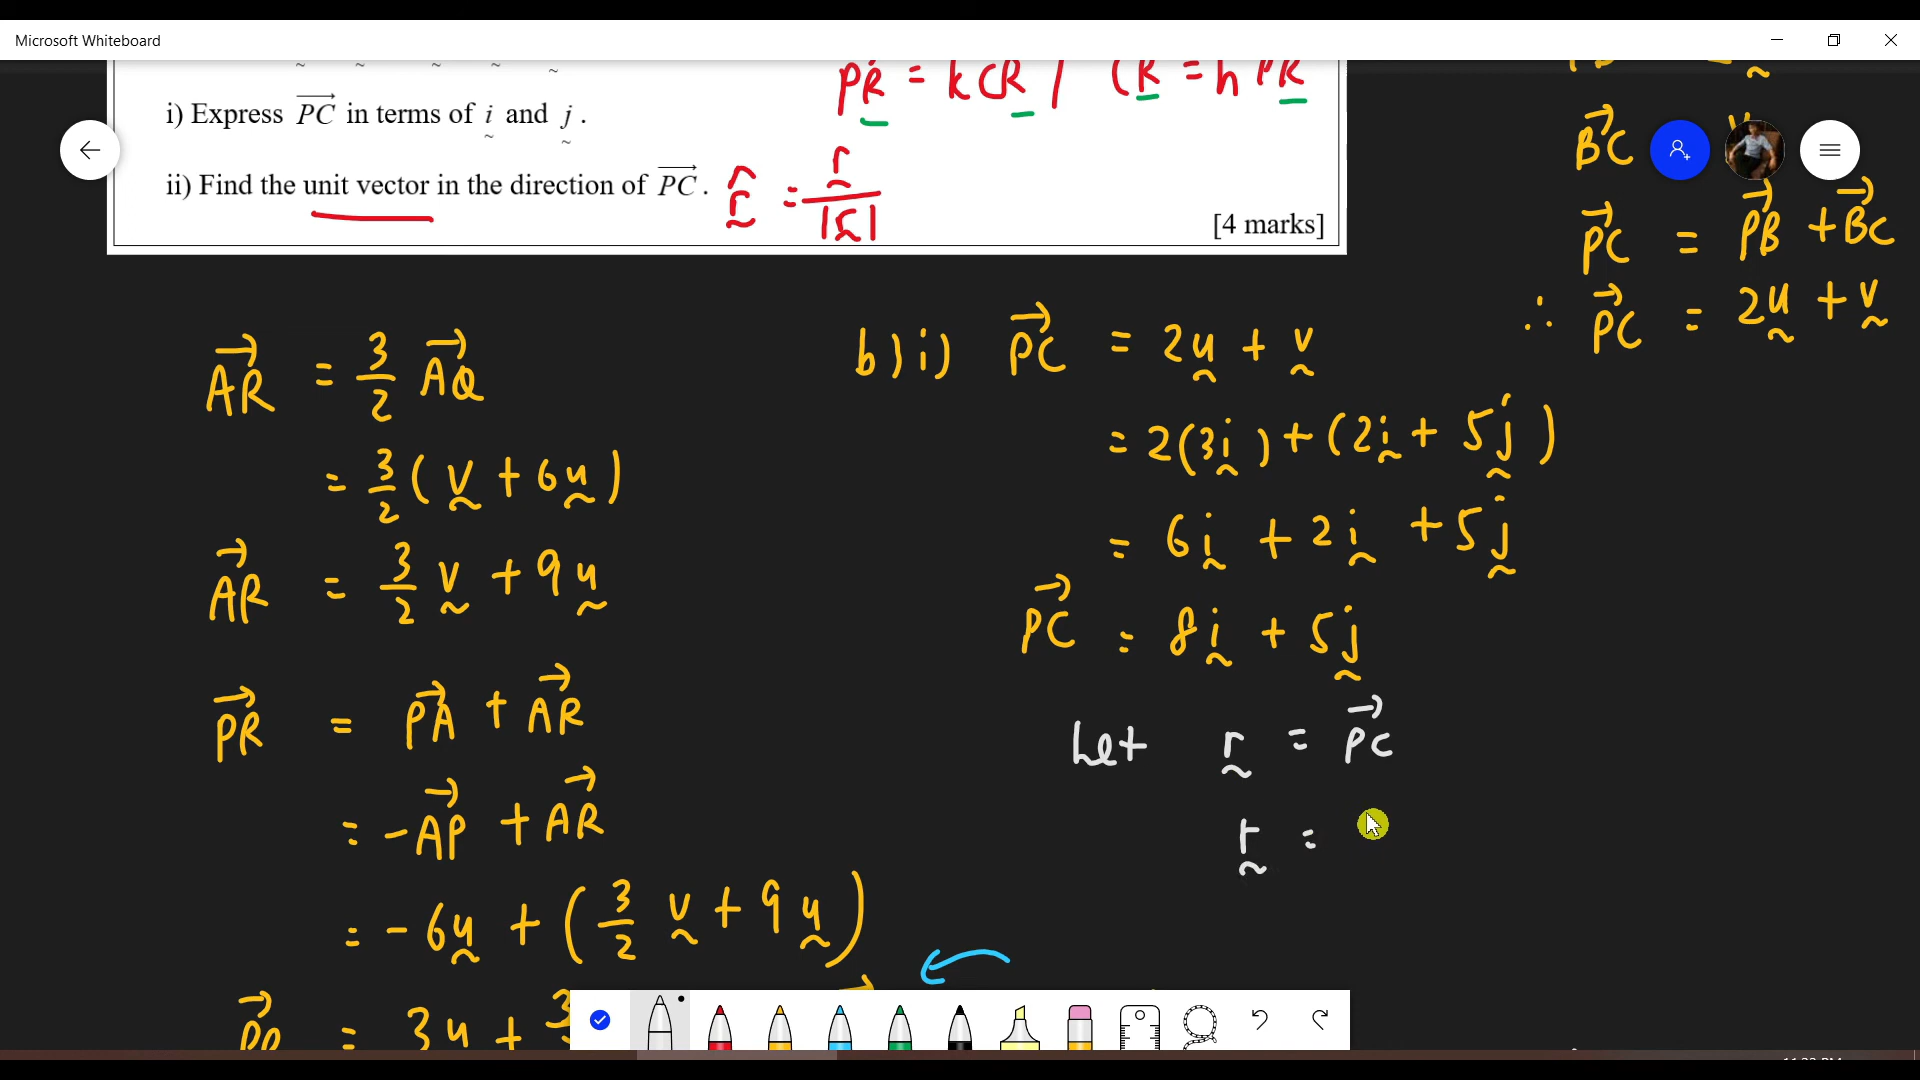 Microsoft Whiteboard
i) Express PC in terms of i and j .
ii) Find the unit vector in the direction of PC .
[4 marks]
PR = k CR / CR = h PR
r̂ = r / |r|
BC
PC = PB + BC
∴ PC = 2u + v
AR = 3/2 AQ
= 3/2 ( v + 6u )
AR = 3/2 v + 9u
PR = PA + AR
= -AP + AR
= -6u + ( 3/2 v + 9u )
= 3u +
b) i) PC = 2u + v
= 2(3i) + (2i + 5j)
= 6i + 2i + 5j
PC = 8i + 5j
Let r = PC
r =